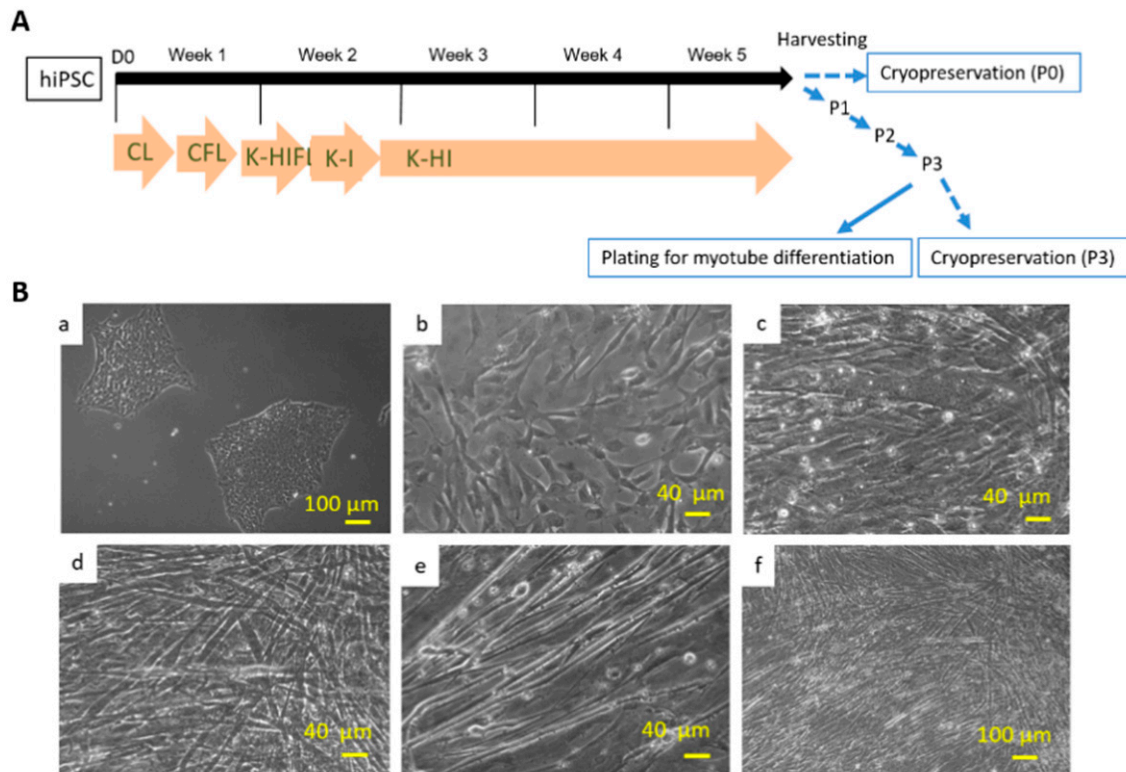 A
hiPSC
D0
Week 1
Week 2
Week 3
Week 4
Week 5
Harvesting
Cryopreservation (P0)
P1
P2
P3
CL
CFL
K-HIFL
K-I
K-HI
Plating for myotube differentiation
Cryopreservation (P3)
B
a
100 µm
b
40 µm
c
40 µm
d
40 µm
e
40 µm
f
100 µm